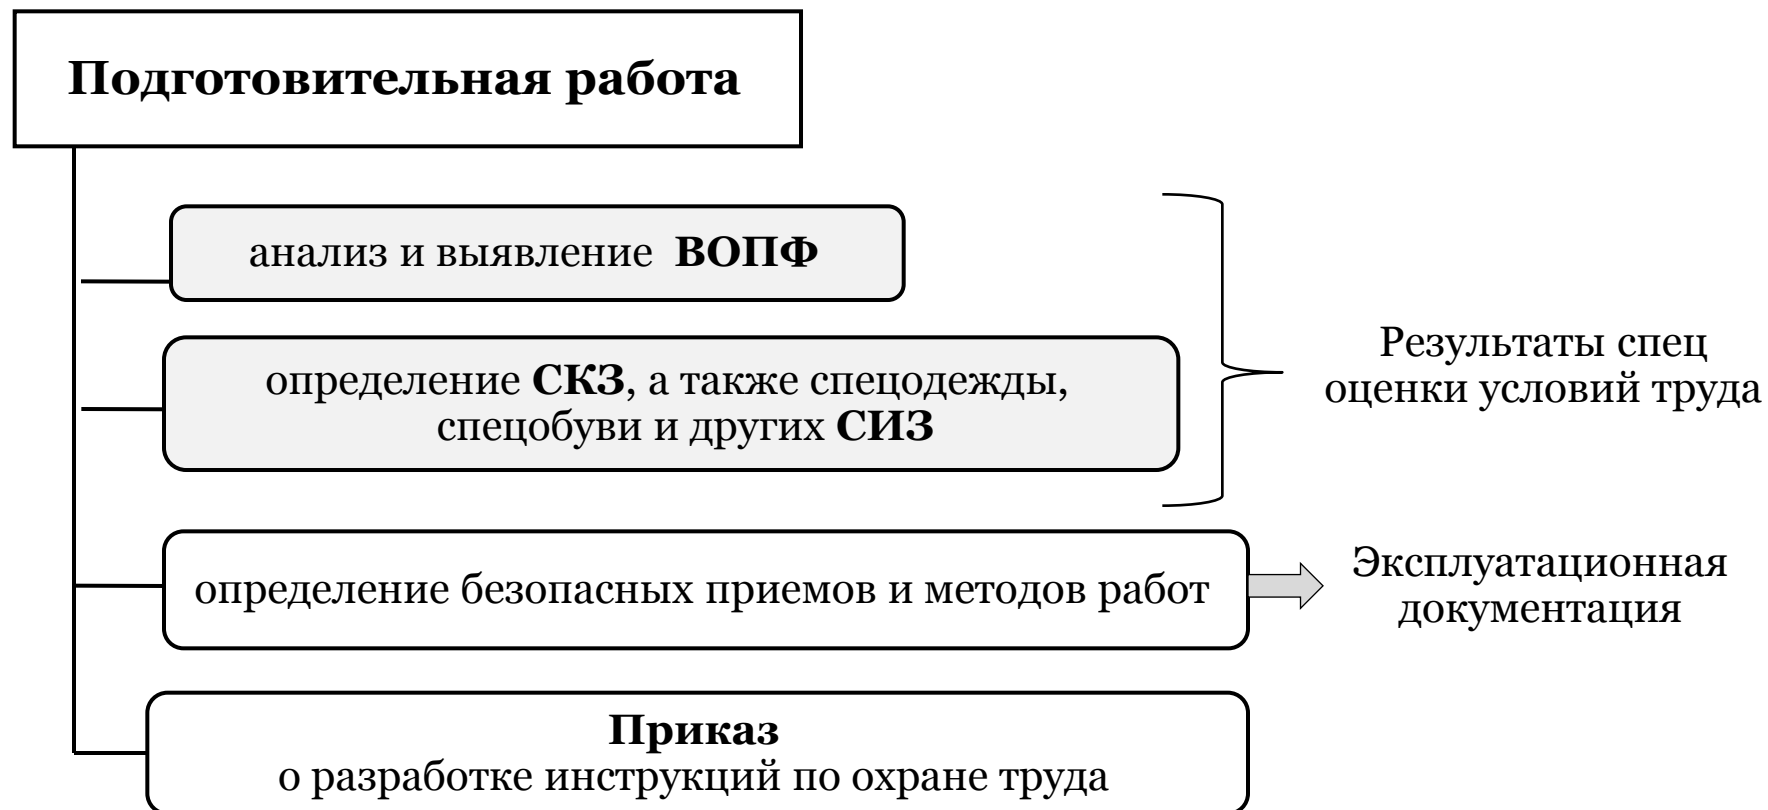 Подготовительная работа
анализ и выявление ВОПФ
определение СКЗ, а также спецодежды,
спецобуви и других СИЗ
Результаты спец
оценки условий труда
определение безопасных приемов и методов работ
Эксплуатационная
документация
Приказ
о разработке инструкций по охране труда